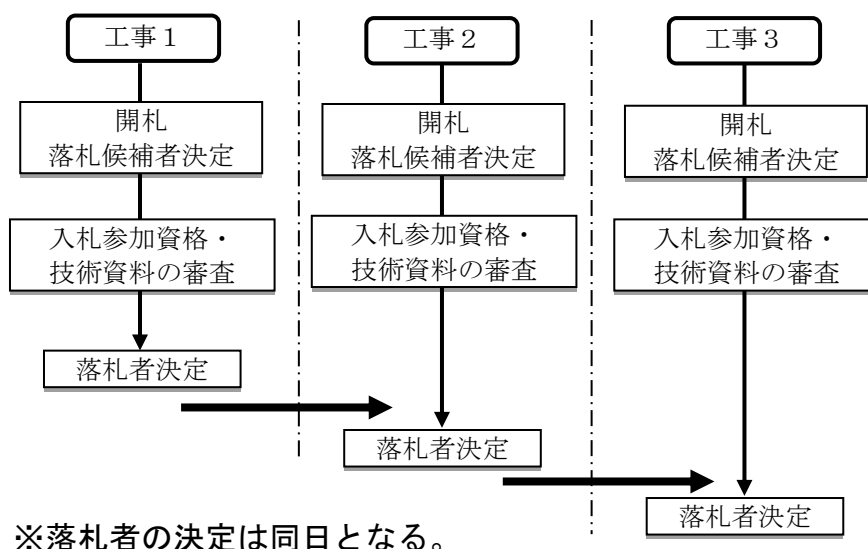 工事１
開札
落札候補者決定
入札参加資格・
技術資料の審査
落札者決定
工事２
開札
落札候補者決定
入札参加資格・
技術資料の審査
落札者決定
工事３
開札
落札候補者決定
入札参加資格・
技術資料の審査
落札者決定
※落札者の決定は同日となる。